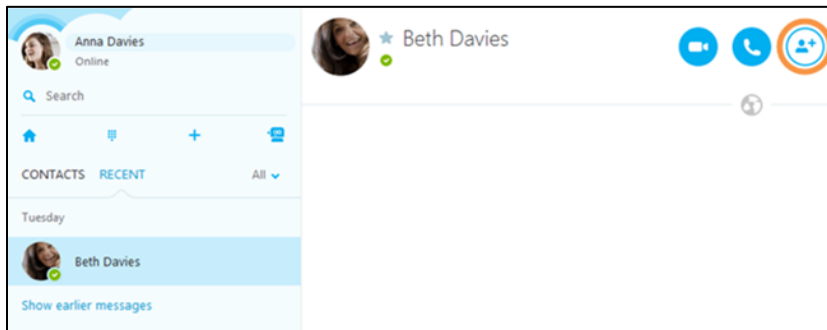 Anna Davies
Online
Search
CONTACTS RECENT All
Tuesday
Beth Davies
Show earlier messages
Beth Davies